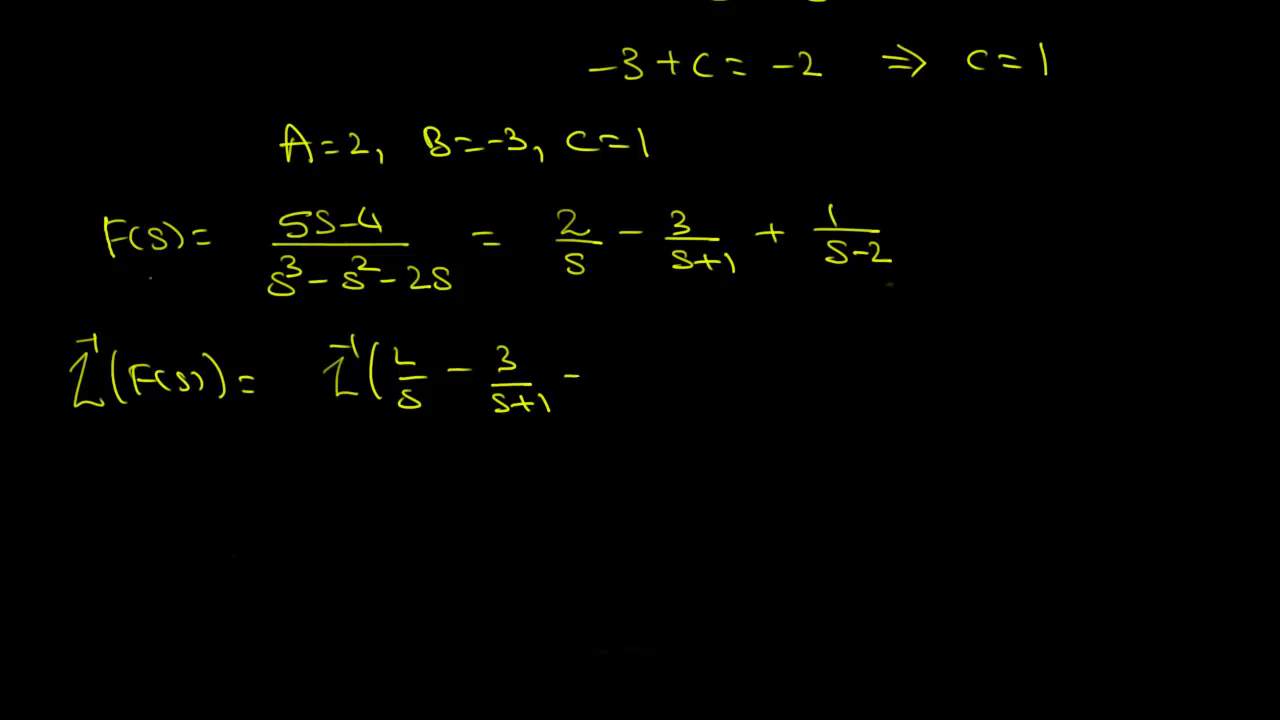 -3 + C = -2 ⇒ C = 1
A = 2, B = -3, C = 1
F(s) = 5s-4 / s³ - s² - 2s = 2/s - 3/s+1 + 1/s-2
L⁻¹(F(s)) = L⁻¹(2/s - 3/s+1 -